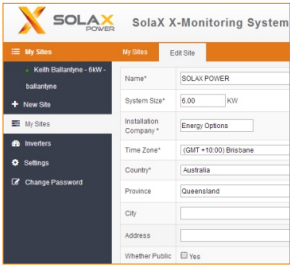 SOLAX
POWER
SolaX X-Monitoring System
My Sites
Keith Ballantyne - 6kW -
ballantyne
New Site
My Sites
Inverters
Settings
Change Password
My Sites
Edit Site
Name*
SOLAX POWER
System Size*
6.00
KW
Installation
Company *
Energy Options
Time Zone*
(GMT +10:00) Brisbane
Country*
Australia
Province
Queensland
City
Address
Whether Public
Yes